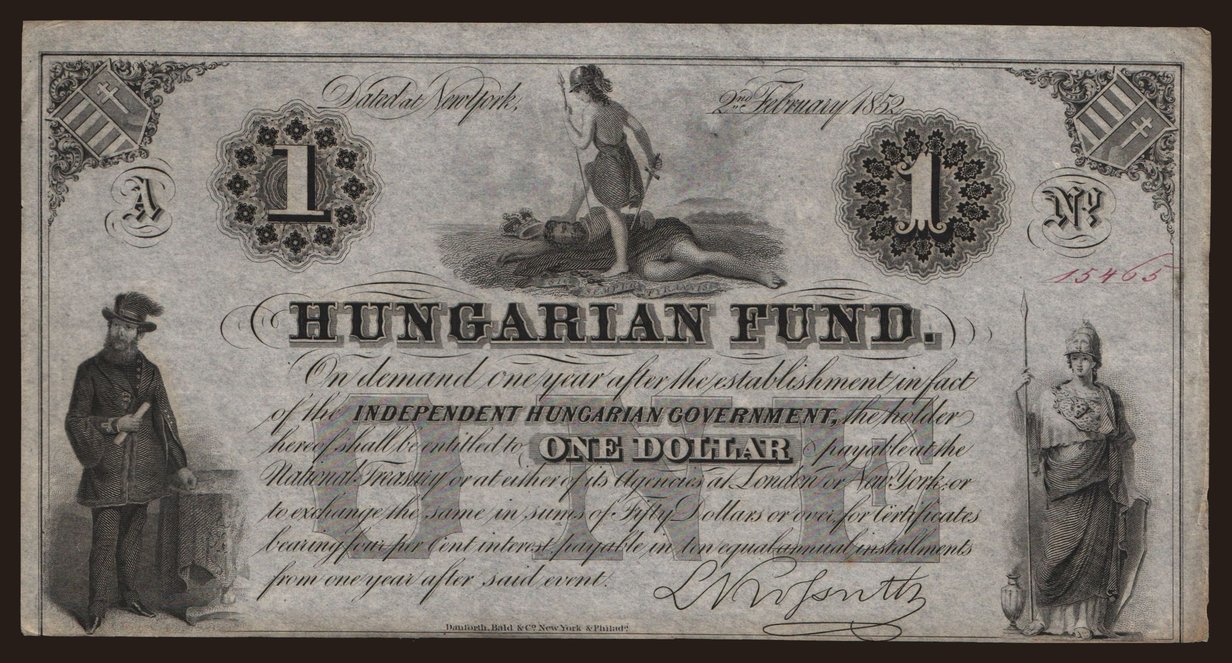 Dated at New York, 2nd February 1852
1 1
A No
15465
HUNGARIAN FUND.
On demand one year after the establishment in fact
of the INDEPENDENT HUNGARIAN GOVERNMENT, the holder
hereof shall be entitled to ONE DOLLAR payable at the
National Treasury or at either of its Agencies at London or New York, or
to exchange the same in sums of Fifty Dollars or over, for Certificates
bearing four per Cent interest, payable in ten equal annual installments
from one year after said event.
ONE
L Kossuth
Danforth, Bald & Co. New York & Philada.